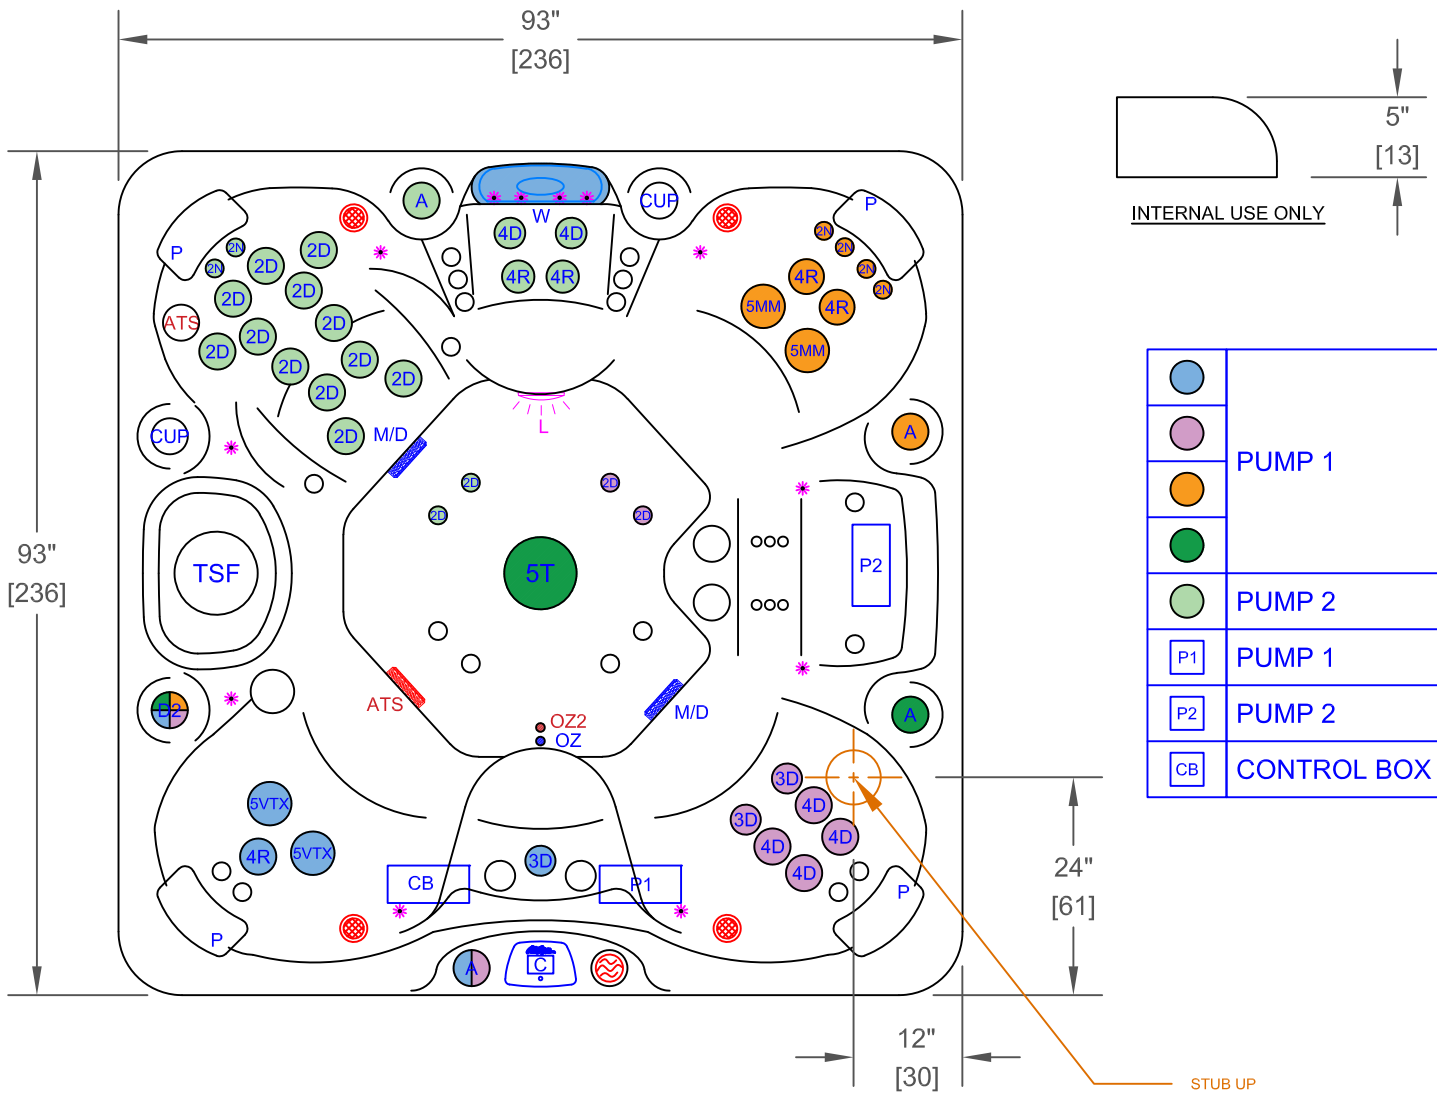 93"
[236]
5"
[13]
INTERNAL USE ONLY
A
CUP
P
P
W
4D
4D
4R
4R
2N
2N
2D
2D
2D
2D
2D
2D
2D
2D
2D
2D
2D
2D
ATS
2N
2N
2N
2N
4R
4R
5MM
5MM
CUP
M/D
L
A
PUMP 1
2D
2D
2D
2D
93"
[236]
TSF
5T
P2
PUMP 2
P1
PUMP 1
P2
PUMP 2
CB
CONTROL BOX
D2
ATS
M/D
A
OZ2
OZ
5VTX
4R
5VTX
3D
3D
3D
4D
4D
4D
4D
CB
P1
P
P
24"
[61]
A
C
12"
[30]
STUB UP